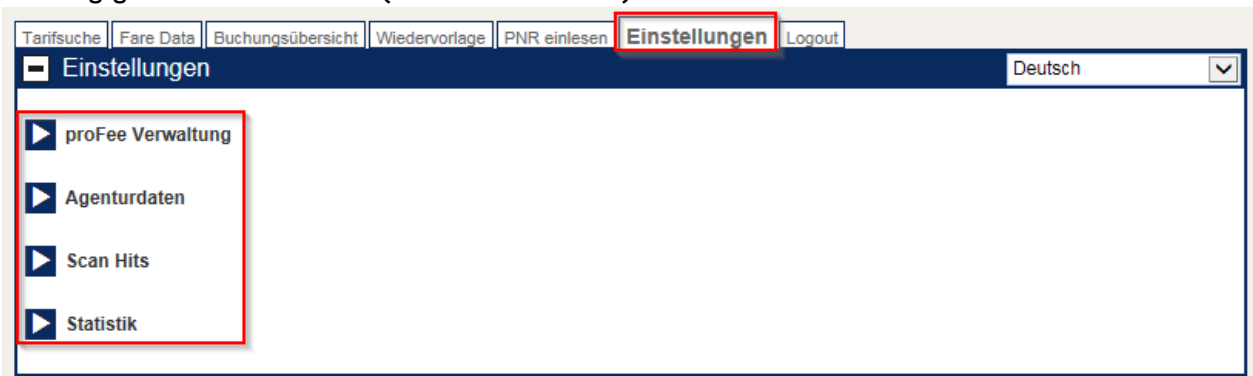 Tarifsuche Fare Data Buchungsübersicht Wiedervorlage PNR einlesen Einstellungen Logout
Einstellungen Deutsch
proFee Verwaltung
Agenturdaten
Scan Hits
Statistik